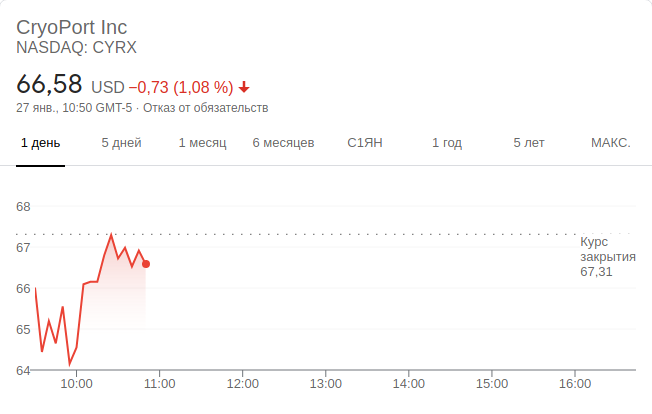 CryoPort Inc
NASDAQ: CYRX
66,58 USD −0,73 (1,08 %)
27 янв., 10:50 GMT-5 · Отказ от обязательств
1 день 5 дней 1 месяц 6 месяцев С1ЯН 1 год 5 лет МАКС.
68
Курс
67
закрытия
67,31
66
65
64
10:00 11:00 12:00 13:00 14:00 15:00 16:00